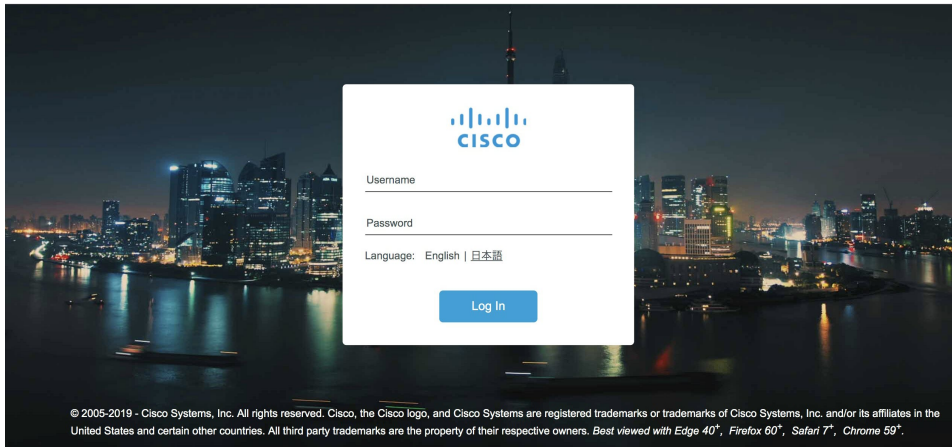 CISCO
Username
Password
Language: English | 日本語
Log In
© 2005-2019 - Cisco Systems, Inc. All rights reserved. Cisco, the Cisco logo, and Cisco Systems are registered trademarks or trademarks of Cisco Systems, Inc. and/or its affiliates in the
United States and certain other countries. All third party trademarks are the property of their respective owners. Best viewed with Edge 40⁺, Firefox 60⁺, Safari 7⁺, Chrome 59⁺.